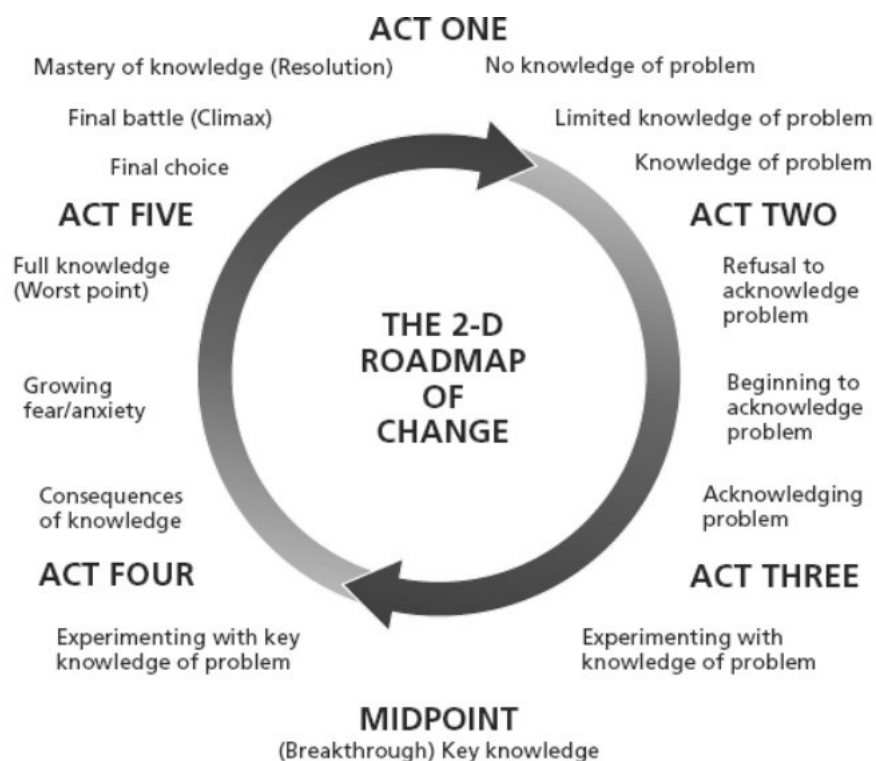 ACT ONE
No knowledge of problem
Limited knowledge of problem
Knowledge of problem
ACT TWO
Refusal to
acknowledge
problem
Beginning to
acknowledge
problem
Acknowledging
problem
ACT THREE
Experimenting with
knowledge of problem
MIDPOINT
(Breakthrough) Key knowledge
Experimenting with key
knowledge of problem
ACT FOUR
Consequences
of knowledge
Growing
fear/anxiety
Full knowledge
(Worst point)
ACT FIVE
Final choice
Final battle (Climax)
Mastery of knowledge (Resolution)
THE 2-D
ROADMAP
OF
CHANGE